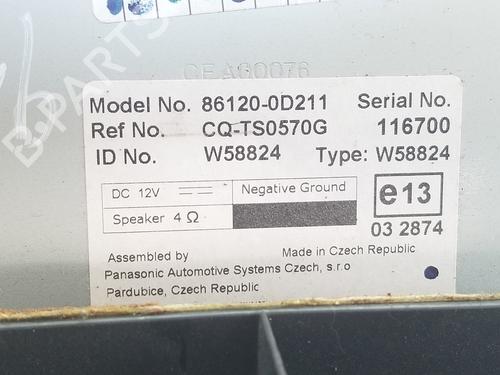 CFA60076
Model No. 86120-0D211 Serial No.
Ref No. CQ-TS0570G 116700
ID No. W58824 Type: W58824
DC 12V Negative Ground
Speaker 4 Ω
e13
03 2874
Assembled by Made in Czech Republic
Panasonic Automotive Systems Czech, s.r.o
Pardubice, Czech Republic